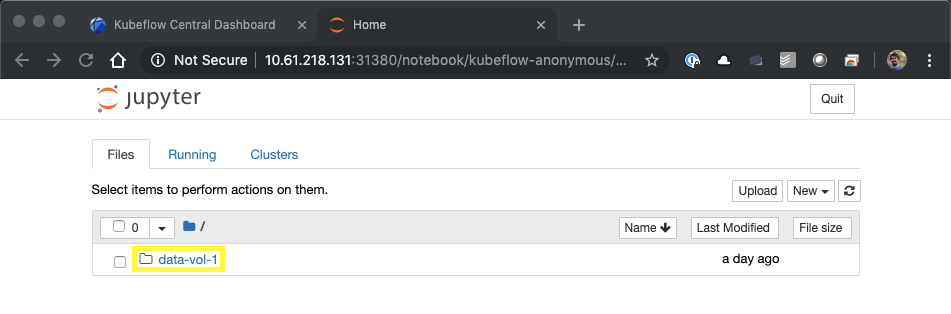 Kubeflow Central Dashboard
Home
Not Secure | 10.61.218.131:31380/notebook/kubeflow-anonymous/...
jupyter
Quit
Files
Running
Clusters
Select items to perform actions on them.
Upload
New
0
/
Name
Last Modified
File size
data-vol-1
a day ago